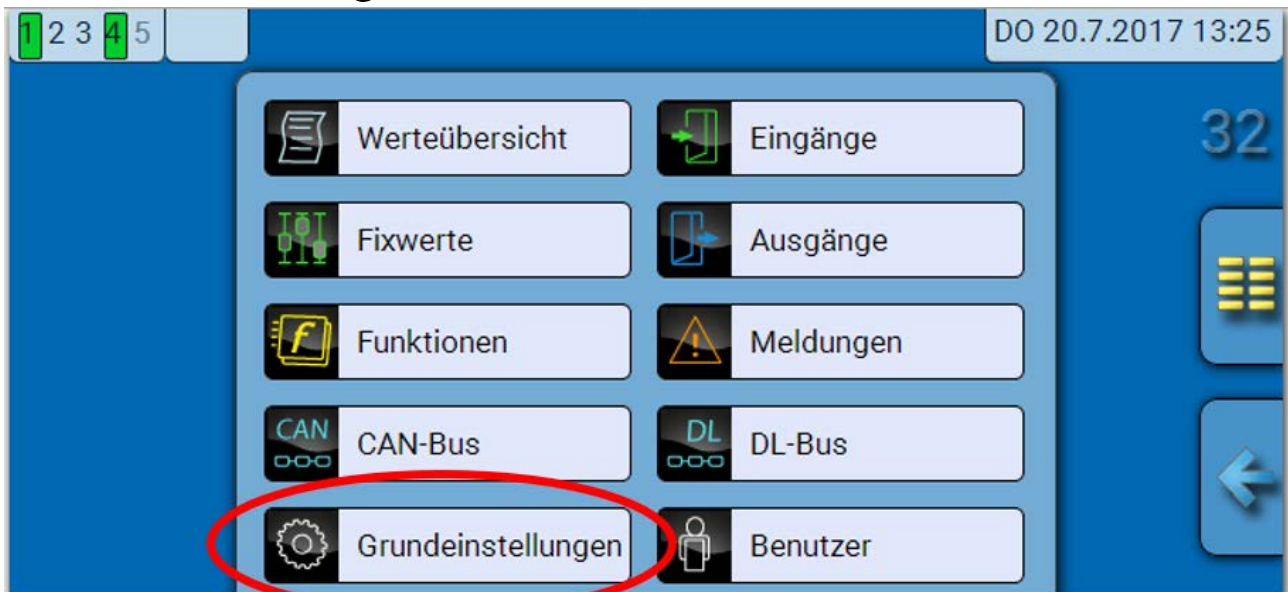 1 2 3 4 5
DO 20.7.2017 13:25
32
Werteübersicht
Eingänge
Fixwerte
Ausgänge
f Funktionen
Meldungen
CAN CAN-Bus
DL DL-Bus
Grundeinstellungen
Benutzer